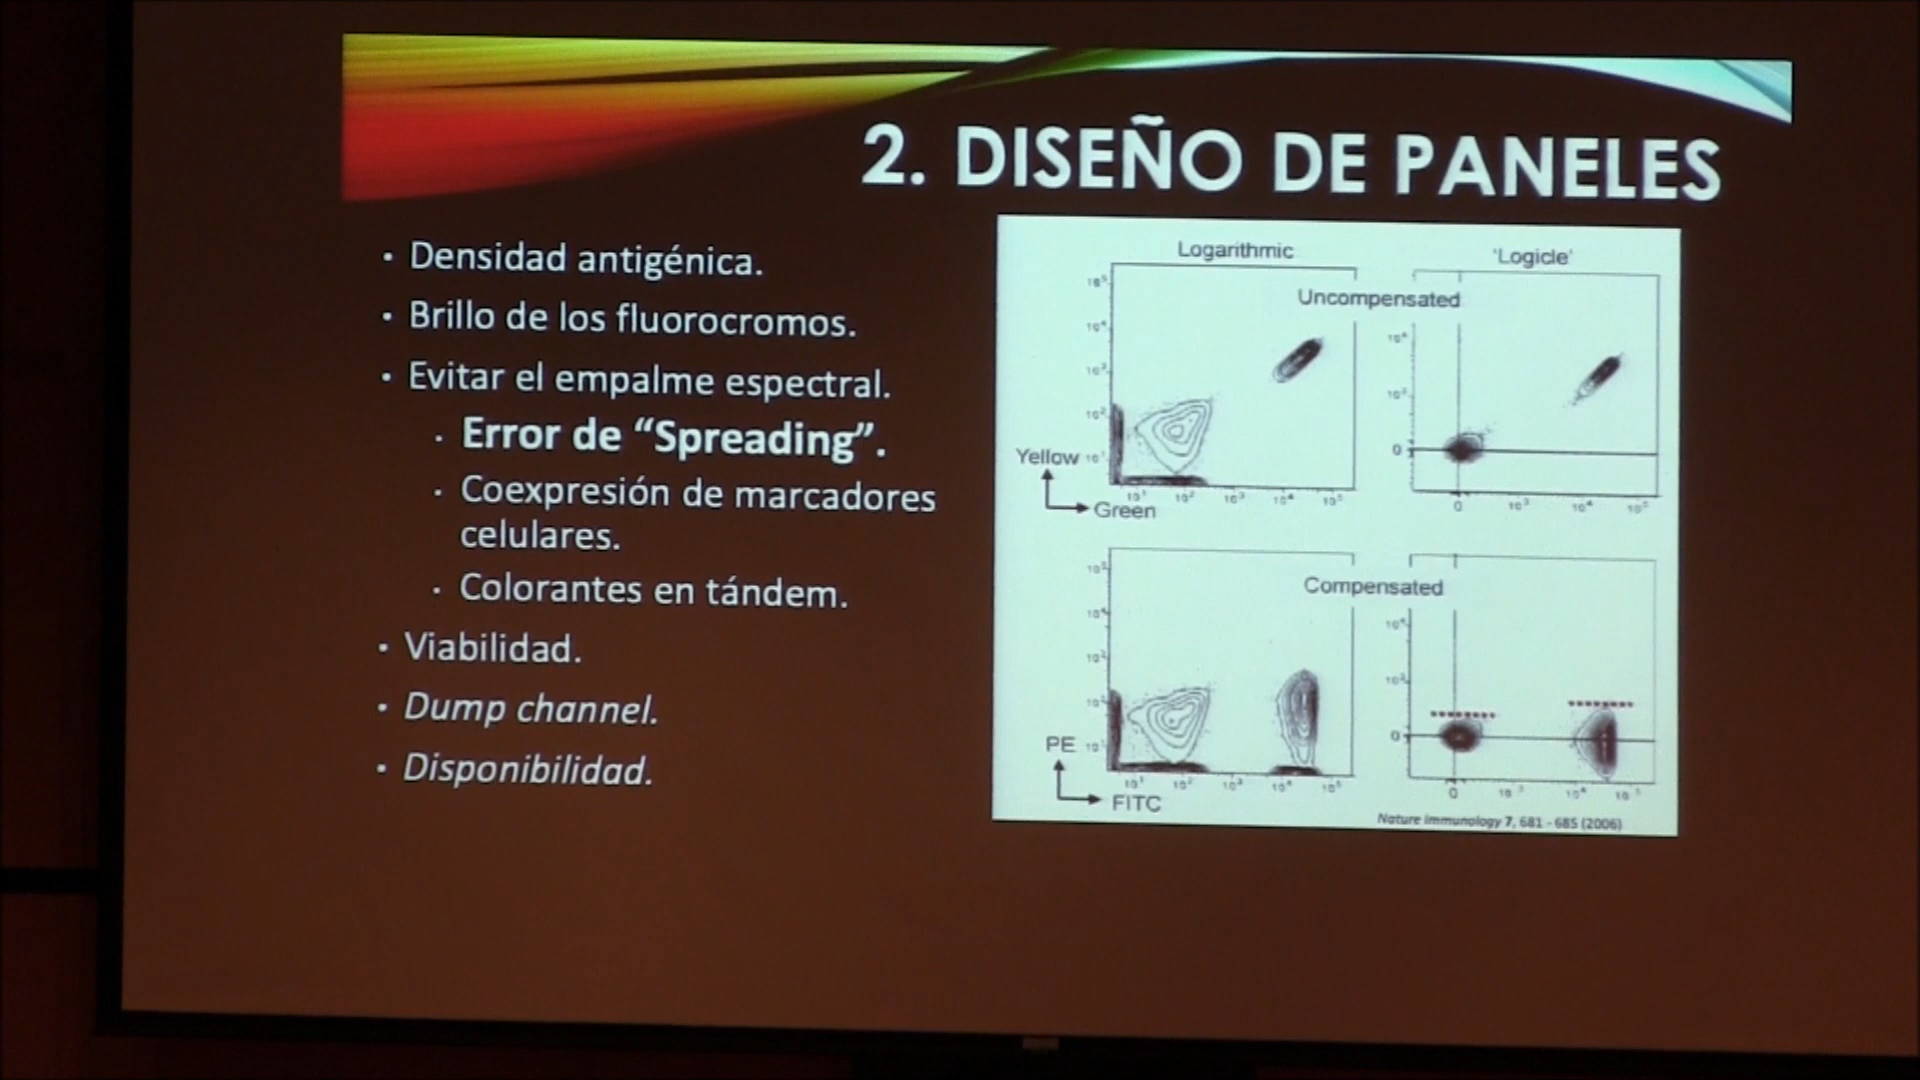 2. DISEÑO DE PANELES
• Densidad antigénica.
• Brillo de los fluorocromos.
• Evitar el empalme espectral.
• Error de “Spreading”.
• Coexpresión de marcadores
celulares.
• Colorantes en tándem.
• Viabilidad.
• Dump channel.
• Disponibilidad.
Logarithmic
'Logicle'
Uncompensated
Yellow
Green
Compensated
PE
FITC
Nature Immunology 7, 681 - 685 (2006)